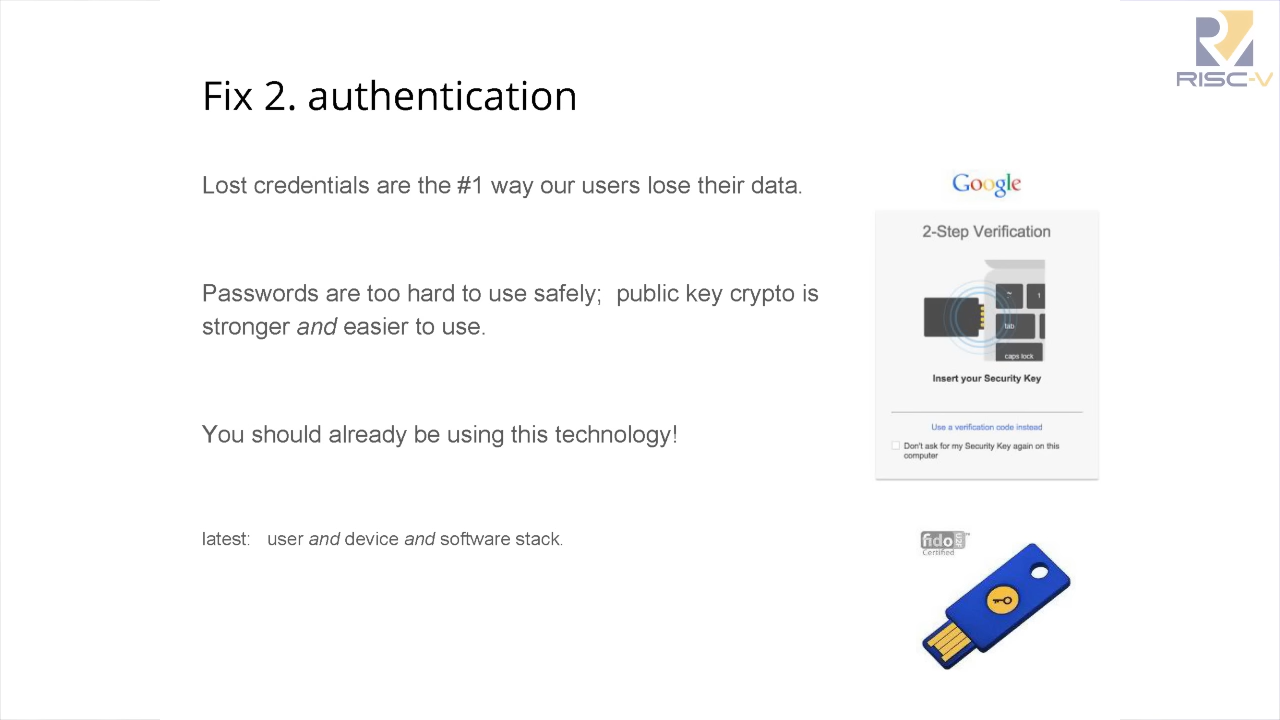 RISC-V
Fix 2. authentication
Lost credentials are the #1 way our users lose their data.
Passwords are too hard to use safely; public key crypto is
stronger and easier to use.
You should already be using this technology!
latest: user and device and software stack.
Google
2-Step Verification
~
1
tab
caps lock
Insert your Security Key
Use a verification code instead
Don't ask for my Security Key again on this
computer
fido U2F
Certified